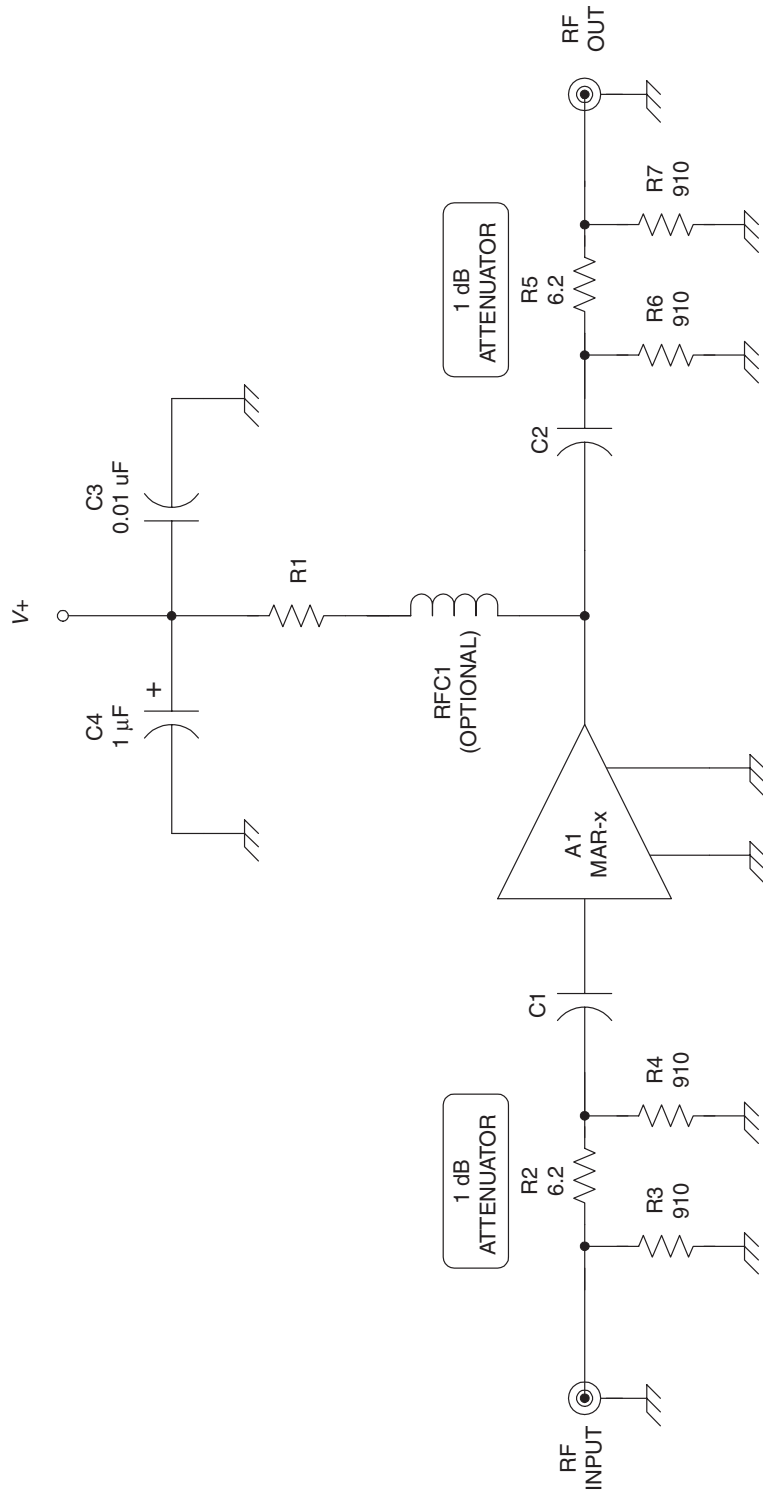 V+
C4
1 µF
+
C3
0.01 uF
R1
RFC1
(OPTIONAL)
1 dB
ATTENUATOR
1 dB
ATTENUATOR
RF
INPUT
R2
6.2
R3
910
R4
910
C1
A1
MAR-x
C2
R5
6.2
R6
910
R7
910
RF
OUT